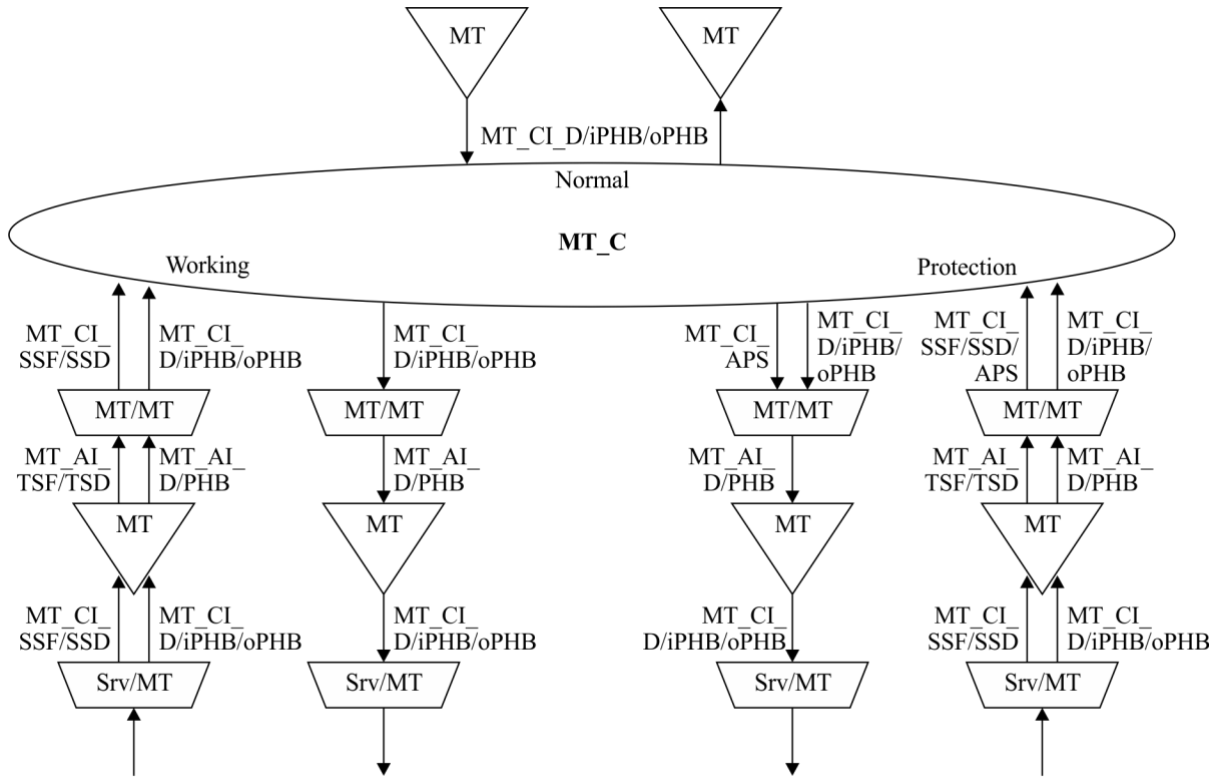 MT
MT
MT_CI_D/iPHB/oPHB
Normal
MT_C
Working
Protection
MT_CI_
SSF/SSD
MT_CI_
D/iPHB/oPHB
MT_CI_
D/iPHB/oPHB
MT_CI_
APS
MT_CI_
D/iPHB/
oPHB
MT_CI_
SSF/SSD/
APS
MT_CI_
D/iPHB/
oPHB
MT/MT
MT/MT
MT/MT
MT/MT
MT_AI_
TSF/TSD
MT_AI_
D/PHB
MT_AI_
D/PHB
MT_AI_
D/PHB
MT_AI_
TSF/TSD
MT_AI_
D/PHB
MT
MT
MT
MT
MT_CI_
SSF/SSD
MT_CI_
D/iPHB/oPHB
MT_CI_
D/iPHB/oPHB
MT_CI_
D/iPHB/oPHB
MT_CI_
SSF/SSD
MT_CI_
D/iPHB/oPHB
Srv/MT
Srv/MT
Srv/MT
Srv/MT